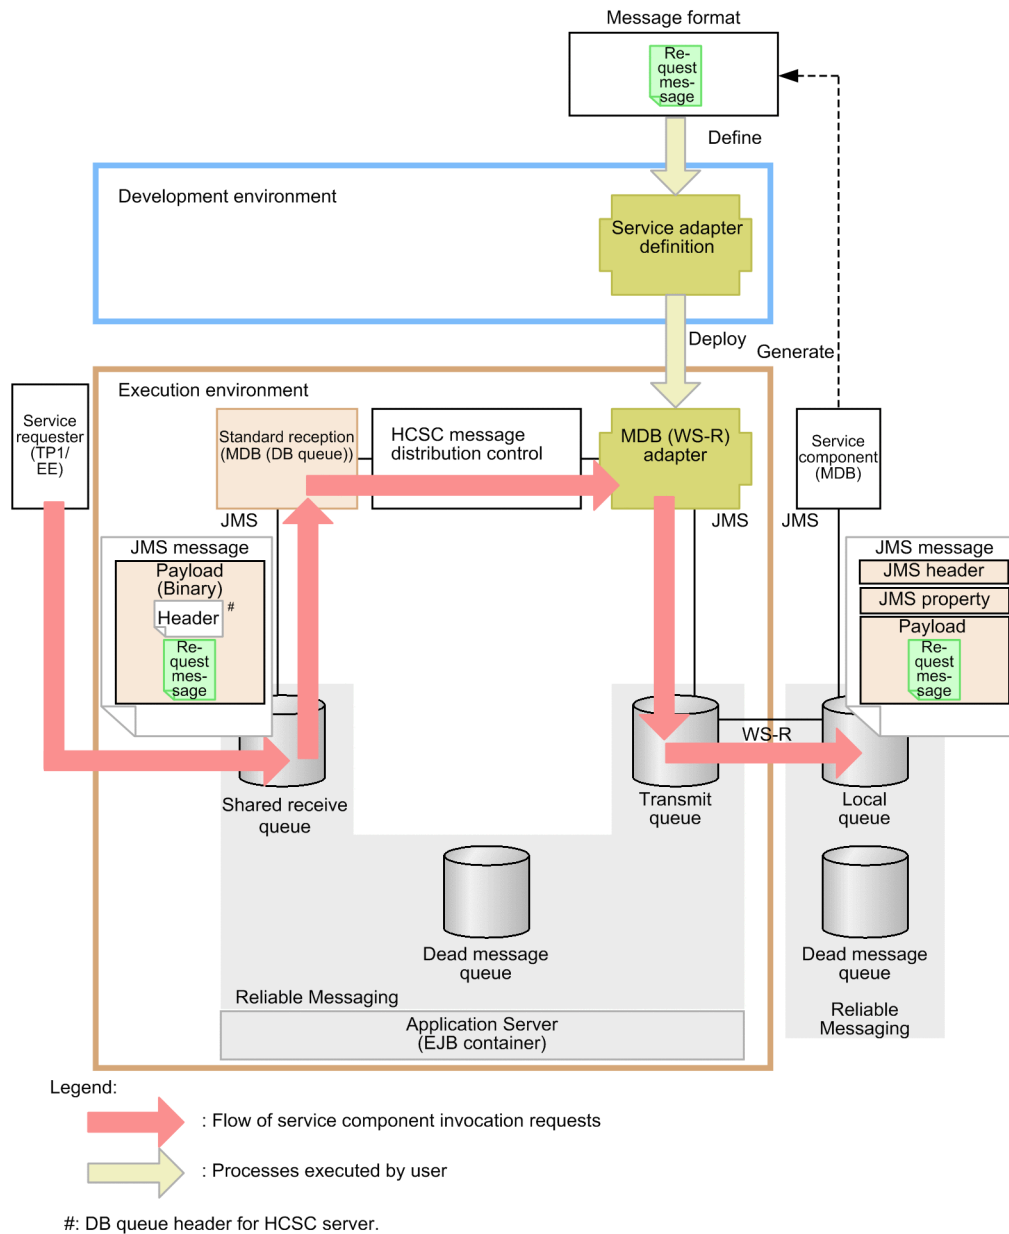 Message format
Re-
quest
mes-
sage
Define
Development environment
Service adapter
definition
Deploy
Generate
Execution environment
Service
requester
(TP1/
EE)
Standard reception
(MDB (DB queue))
HCSC message
distribution control
MDB (WS-R)
adapter
Service
component
(MDB)
JMS
JMS
JMS
JMS message
Payload
(Binary)
Header
#
Re-
quest
mes-
sage
JMS message
JMS header
JMS property
Payload
Re-
quest
mes-
sage
WS-R
Shared receive
queue
Transmit
queue
Local
queue
Dead message
queue
Dead message
queue
Reliable Messaging
Reliable
Messaging
Application Server
(EJB container)
Legend:
: Flow of service component invocation requests
: Processes executed by user
#: DB queue header for HCSC server.